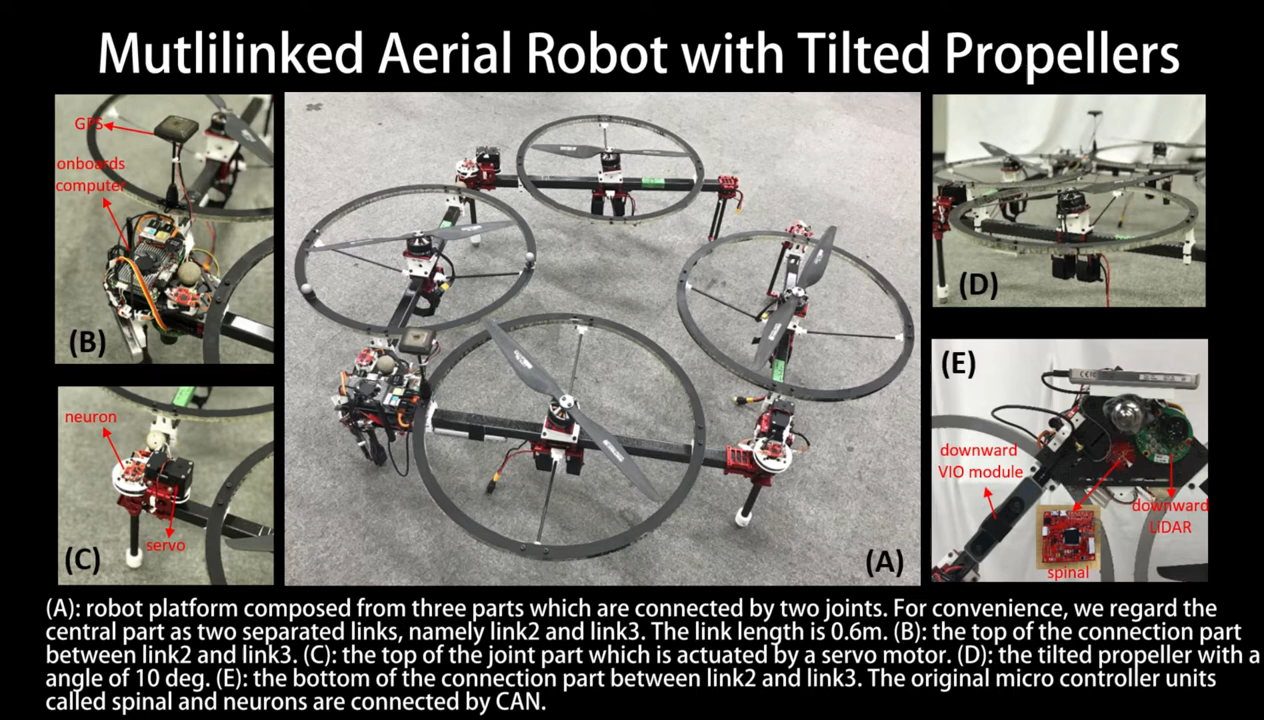 Mutlilinked Aerial Robot with Tilted Propellers
GPS
onboards
computer
(B)
neuron
servo
(C)
(A)
(D)
(E)
downward
VIO module
downward
LiDAR
spinal
(A): robot platform composed from three parts which are connected by two joints. For convenience, we regard the
central part as two separated links, namely link2 and link3. The link length is 0.6m. (B): the top of the connection part
between link2 and link3. (C): the top of the joint part which is actuated by a servo motor. (D): the tilted propeller with a
angle of 10 deg. (E): the bottom of the connection part between link2 and link3. The original micro controller units
called spinal and neurons are connected by CAN.